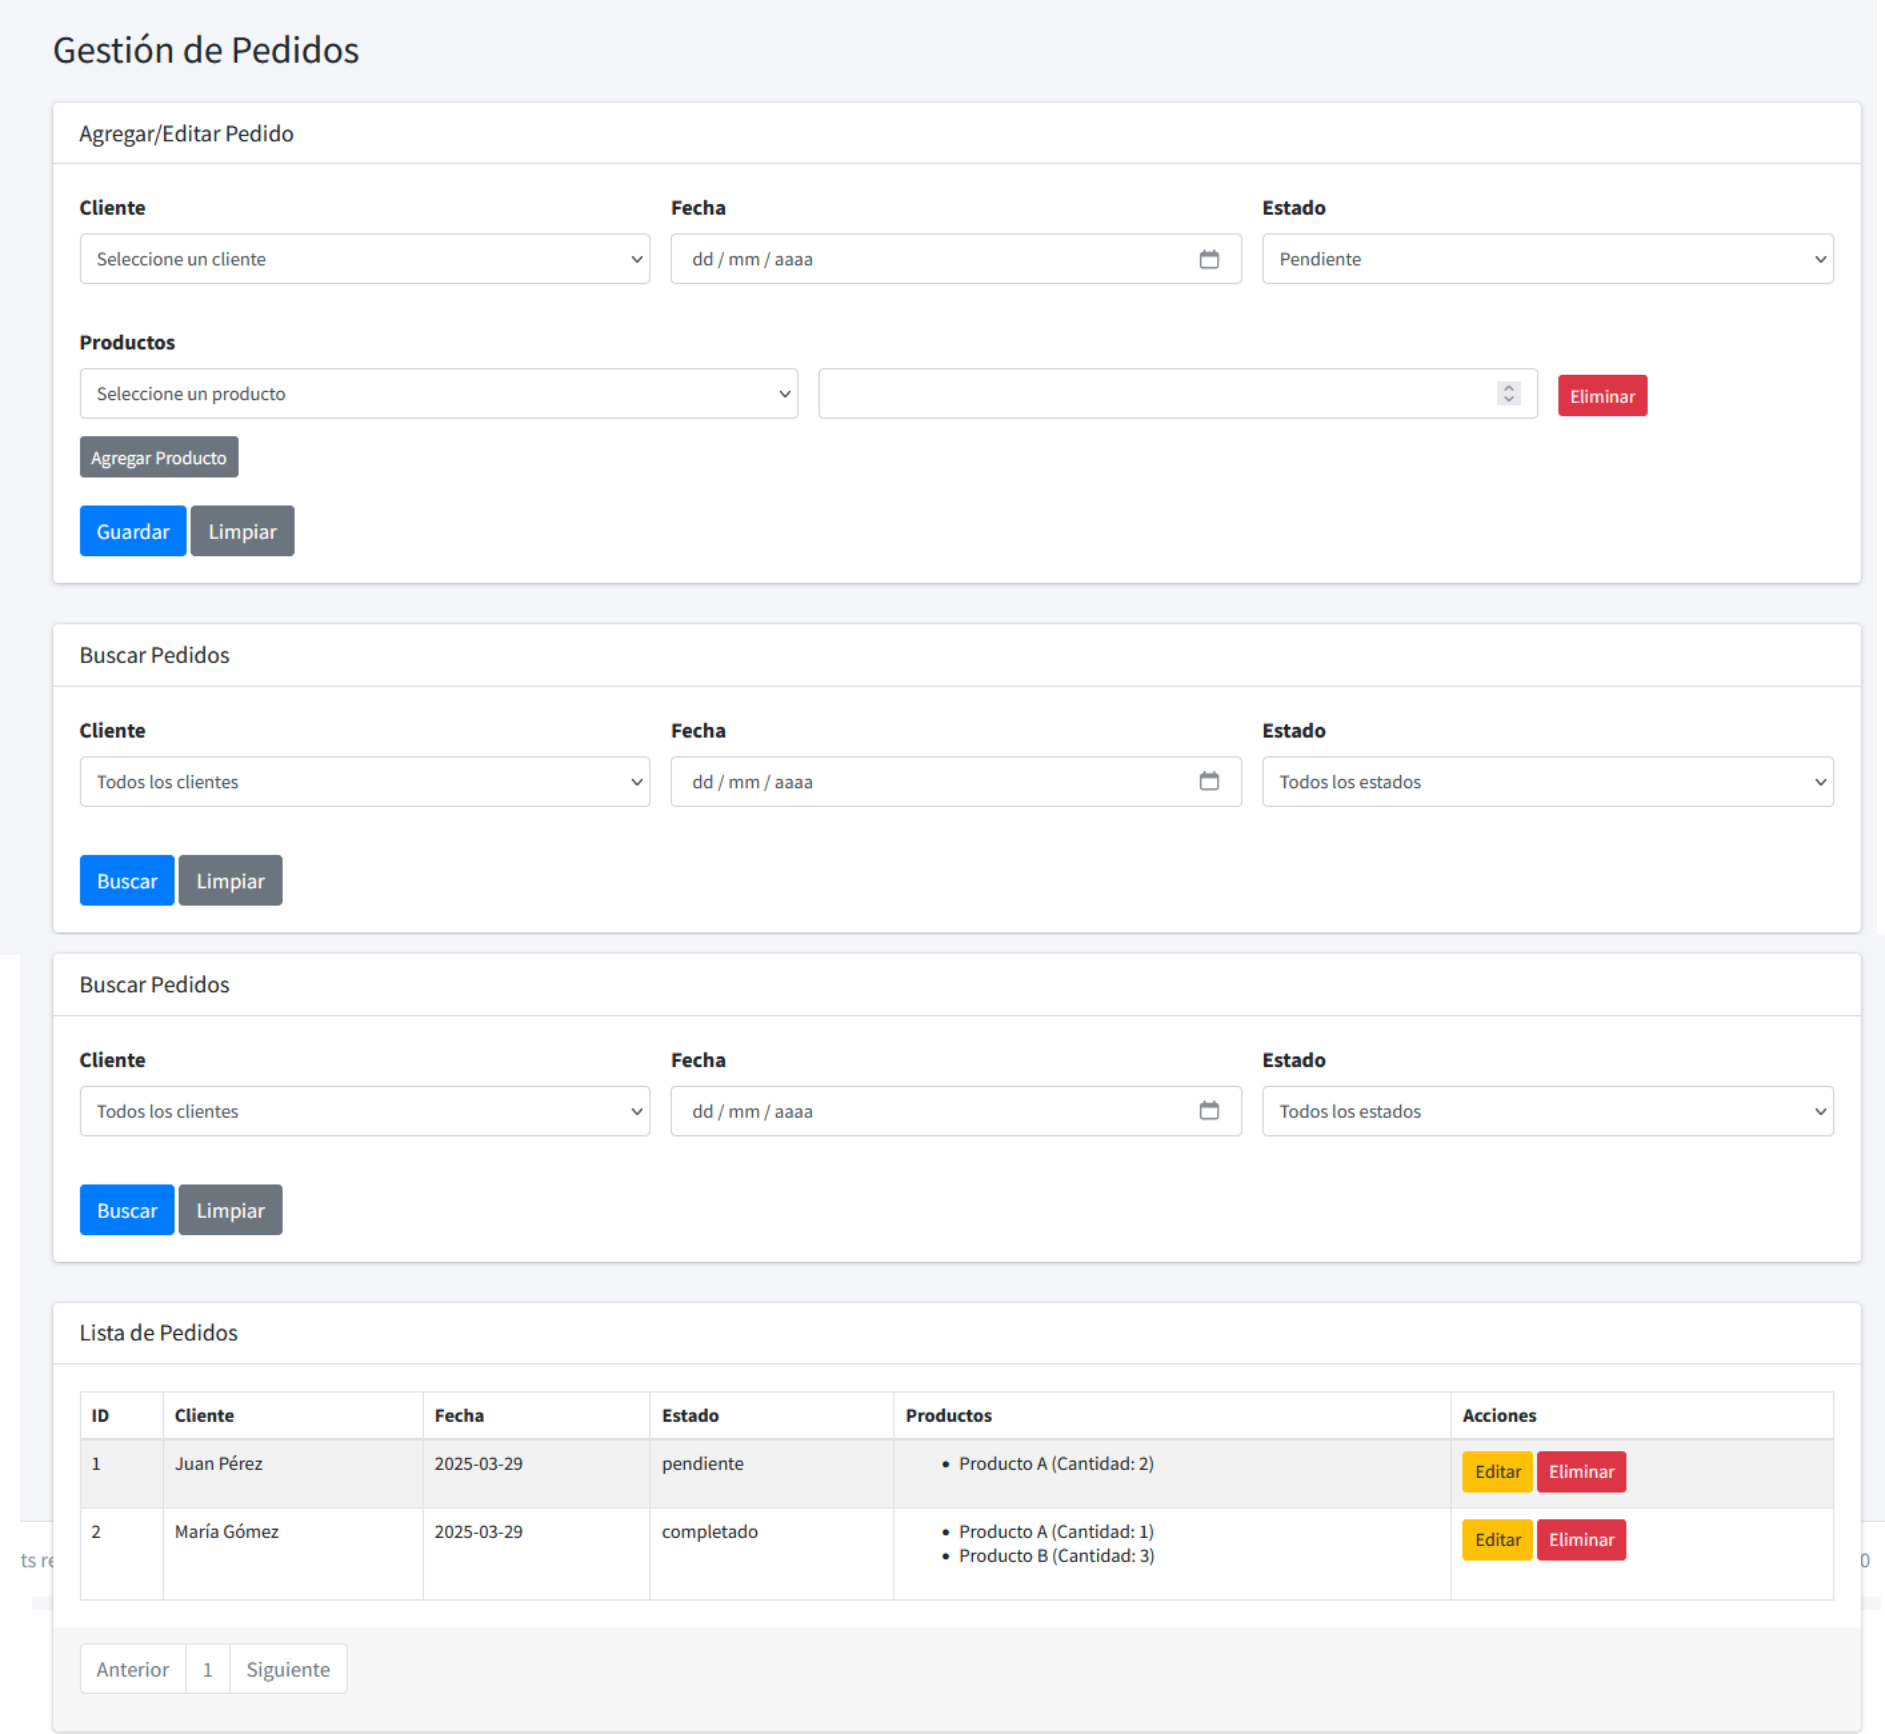 Gestión de Pedidos
Agregar/Editar Pedido
Cliente Fecha Estado
Seleccione un cliente dd / mm / aaaa Pendiente
Productos
Seleccione un producto Eliminar
Agregar Producto
Guardar Limpiar
Buscar Pedidos
Cliente Fecha Estado
Todos los clientes dd / mm / aaaa Todos los estados
Buscar Limpiar
Buscar Pedidos
Cliente Fecha Estado
Todos los clientes dd / mm / aaaa Todos los estados
Buscar Limpiar
Lista de Pedidos
ID Cliente Fecha Estado Productos Acciones
1 Juan Pérez 2025-03-29 pendiente • Producto A (Cantidad: 2) Editar Eliminar
2 María Gómez 2025-03-29 completado • Producto A (Cantidad: 1) Editar Eliminar
• Producto B (Cantidad: 3)
Anterior 1 Siguiente